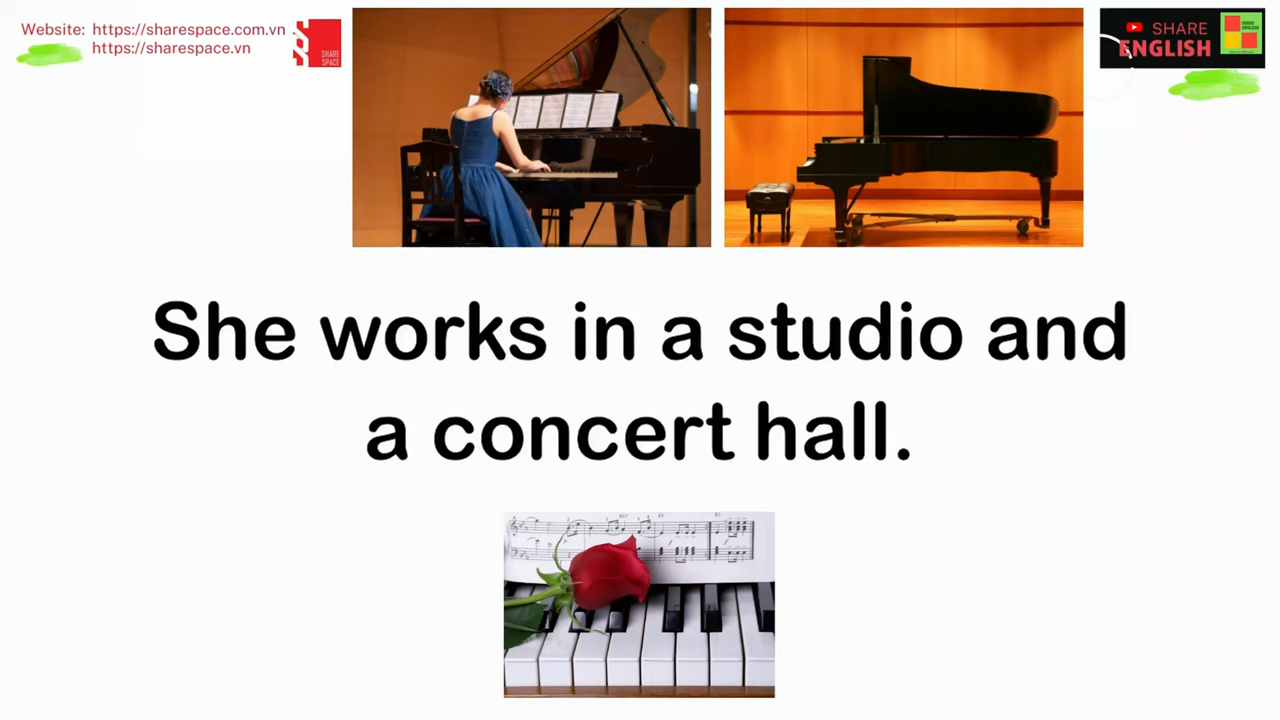 Website: https://sharespace.com.vn
https://sharespace.vn
SHARE
SPACE
SHARE
ENGLISH
She works in a studio and
a concert hall.